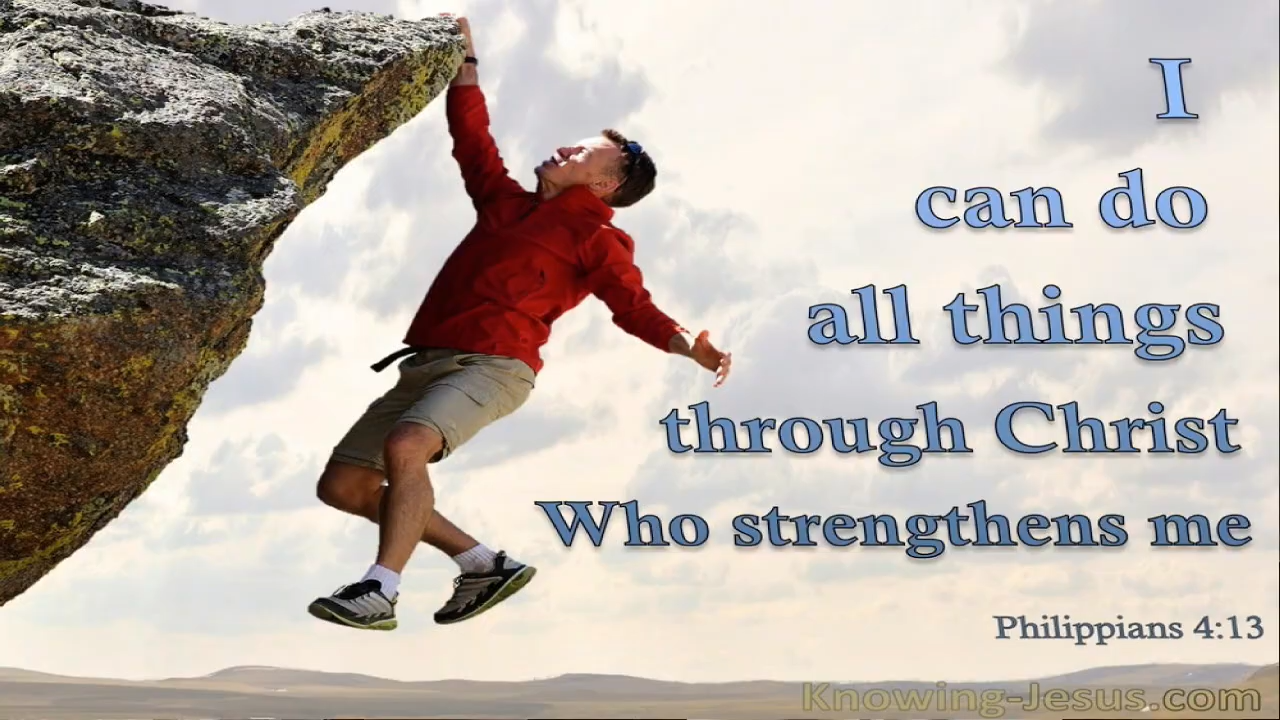 I
can do
all things
through Christ
Who strengthens me
Philippians 4:13
Knowing-Jesus.com